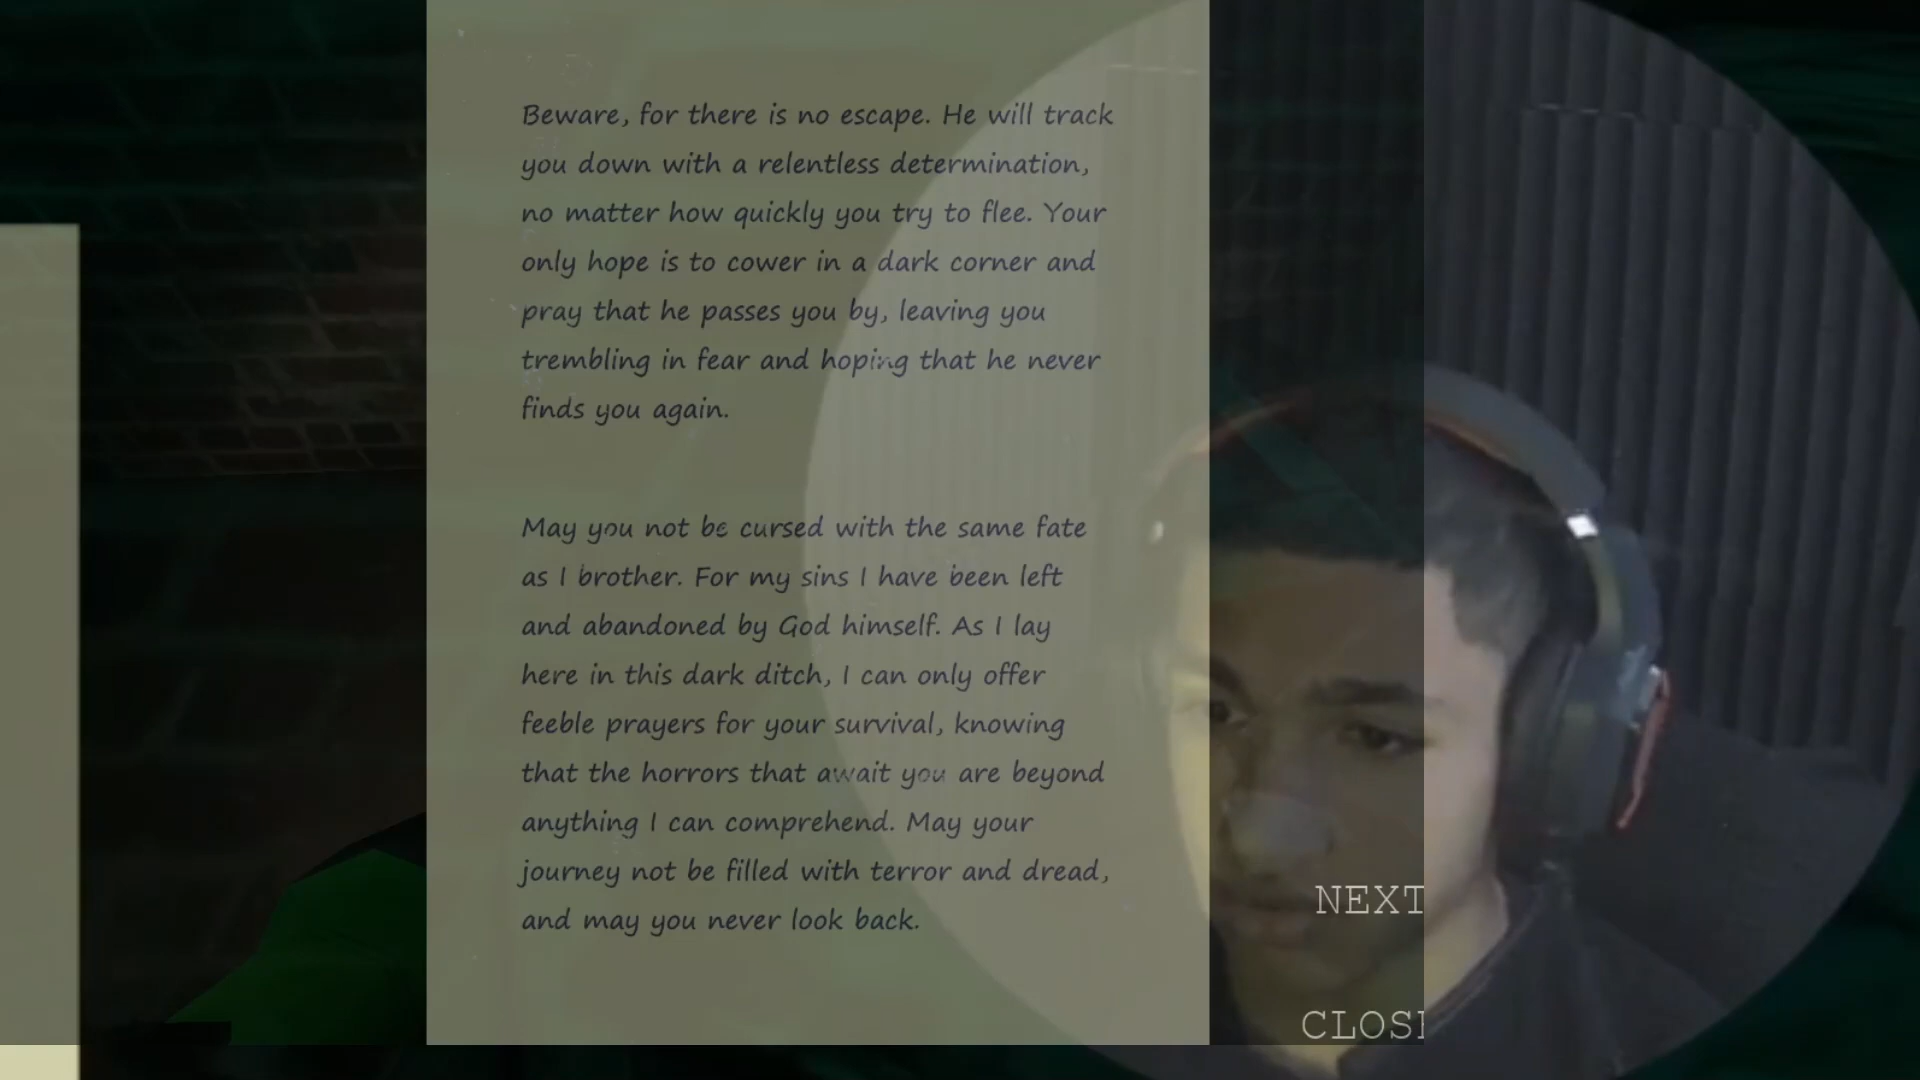 Beware, for there is no escape. He will track
you down with a relentless determination,
no matter how quickly you try to flee. Your
only hope is to cower in a dark corner and
pray that he passes you by, leaving you
trembling in fear and hoping that he never
finds you again.
May you not be cursed with the same fate
as I brother. For my sins I have been left
and abandoned by God himself. As I lay
here in this dark ditch, I can only offer
feeble prayers for your survival, knowing
that the horrors that await you are beyond
anything I can comprehend. May your
journey not be filled with terror and dread,
and may you never look back.
NEXT
CLOSE